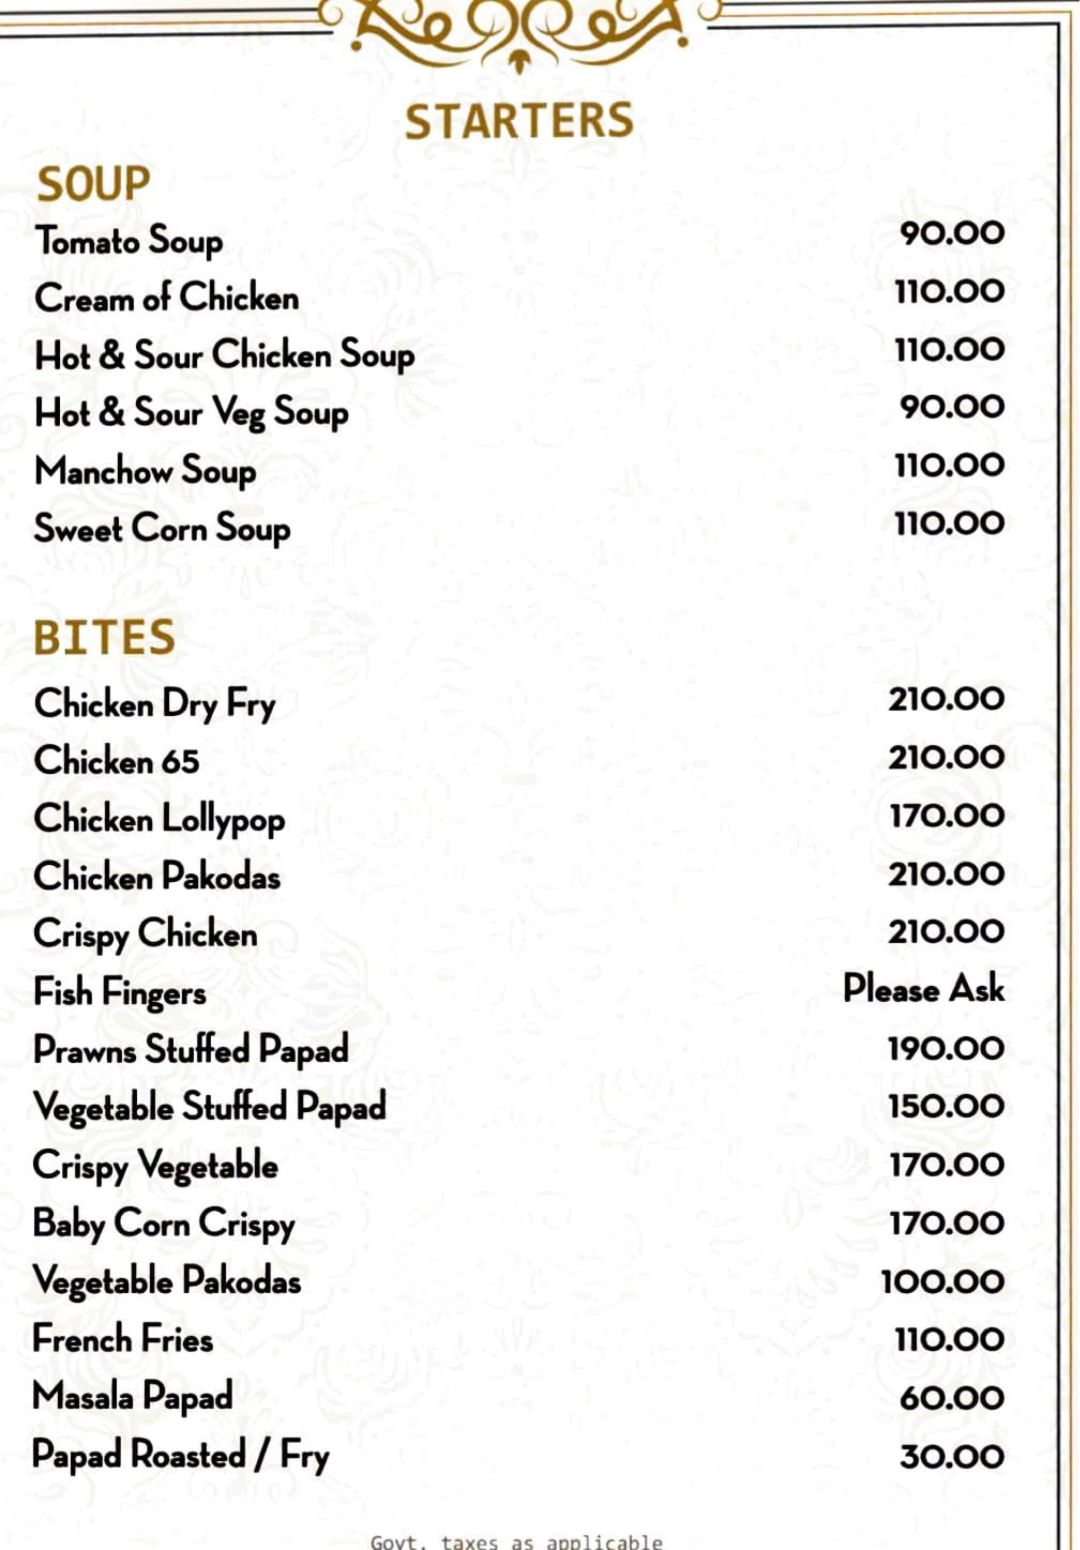 STARTERS
SOUP
Tomato Soup 90.00
Cream of Chicken 110.00
Hot & Sour Chicken Soup 110.00
Hot & Sour Veg Soup 90.00
Manchow Soup 110.00
Sweet Corn Soup 110.00
BITES
Chicken Dry Fry 210.00
Chicken 65 210.00
Chicken Lollypop 170.00
Chicken Pakodas 210.00
Crispy Chicken 210.00
Fish Fingers Please Ask
Prawns Stuffed Papad 190.00
Vegetable Stuffed Papad 150.00
Crispy Vegetable 170.00
Baby Corn Crispy 170.00
Vegetable Pakodas 100.00
French Fries 110.00
Masala Papad 60.00
Papad Roasted / Fry 30.00
Govt. taxes as applicable